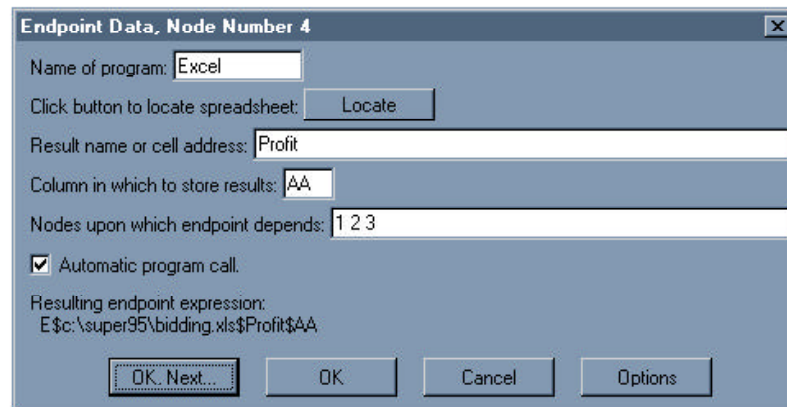 Endpoint Data, Node Number 4
Name of program: Excel
Click button to locate spreadsheet: Locate
Result name or cell address: Profit
Column in which to store results: AA
Nodes upon which endpoint depends: 1 2 3
Automatic program call.
Resulting endpoint expression:
E$c:\super95\bidding.xls$Profit$AA
OK. Next... OK Cancel Options